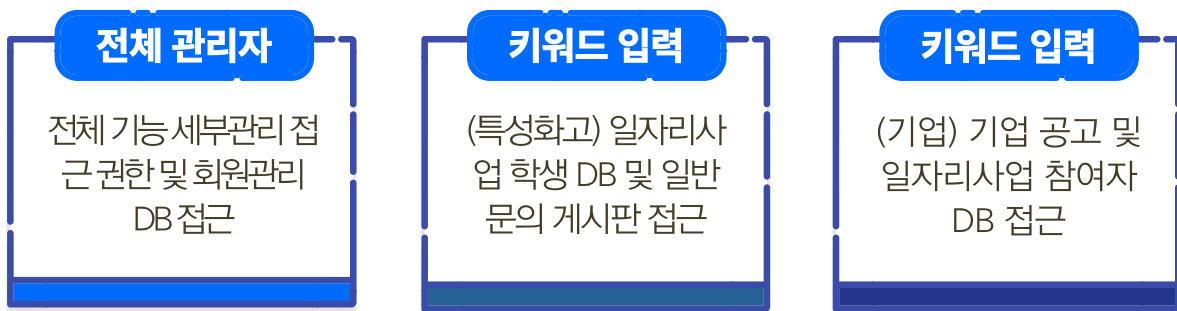 전체 관리자
전체 기능 세부관리 접
근 권한 및 회원관리
DB 접근
키워드 입력
(특성화고) 일자리사
업 학생 DB 및 일반
문의 게시판 접근
키워드 입력
(기업) 기업 공고 및
일자리사업 참여자
DB 접근